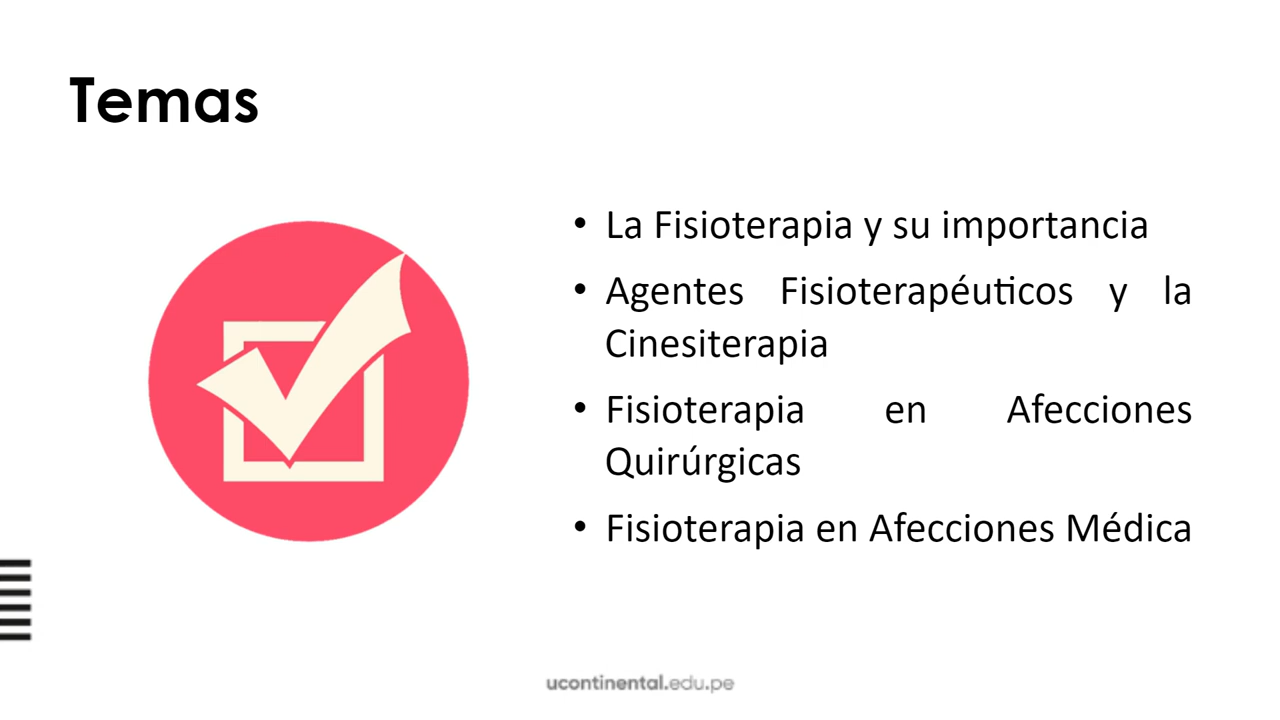 Temas
• La Fisioterapia y su importancia
• Agentes Fisioterapéuticos y la
Cinesiterapia
• Fisioterapia en Afecciones
Quirúrgicas
• Fisioterapia en Afecciones Médica
ucontinental.edu.pe